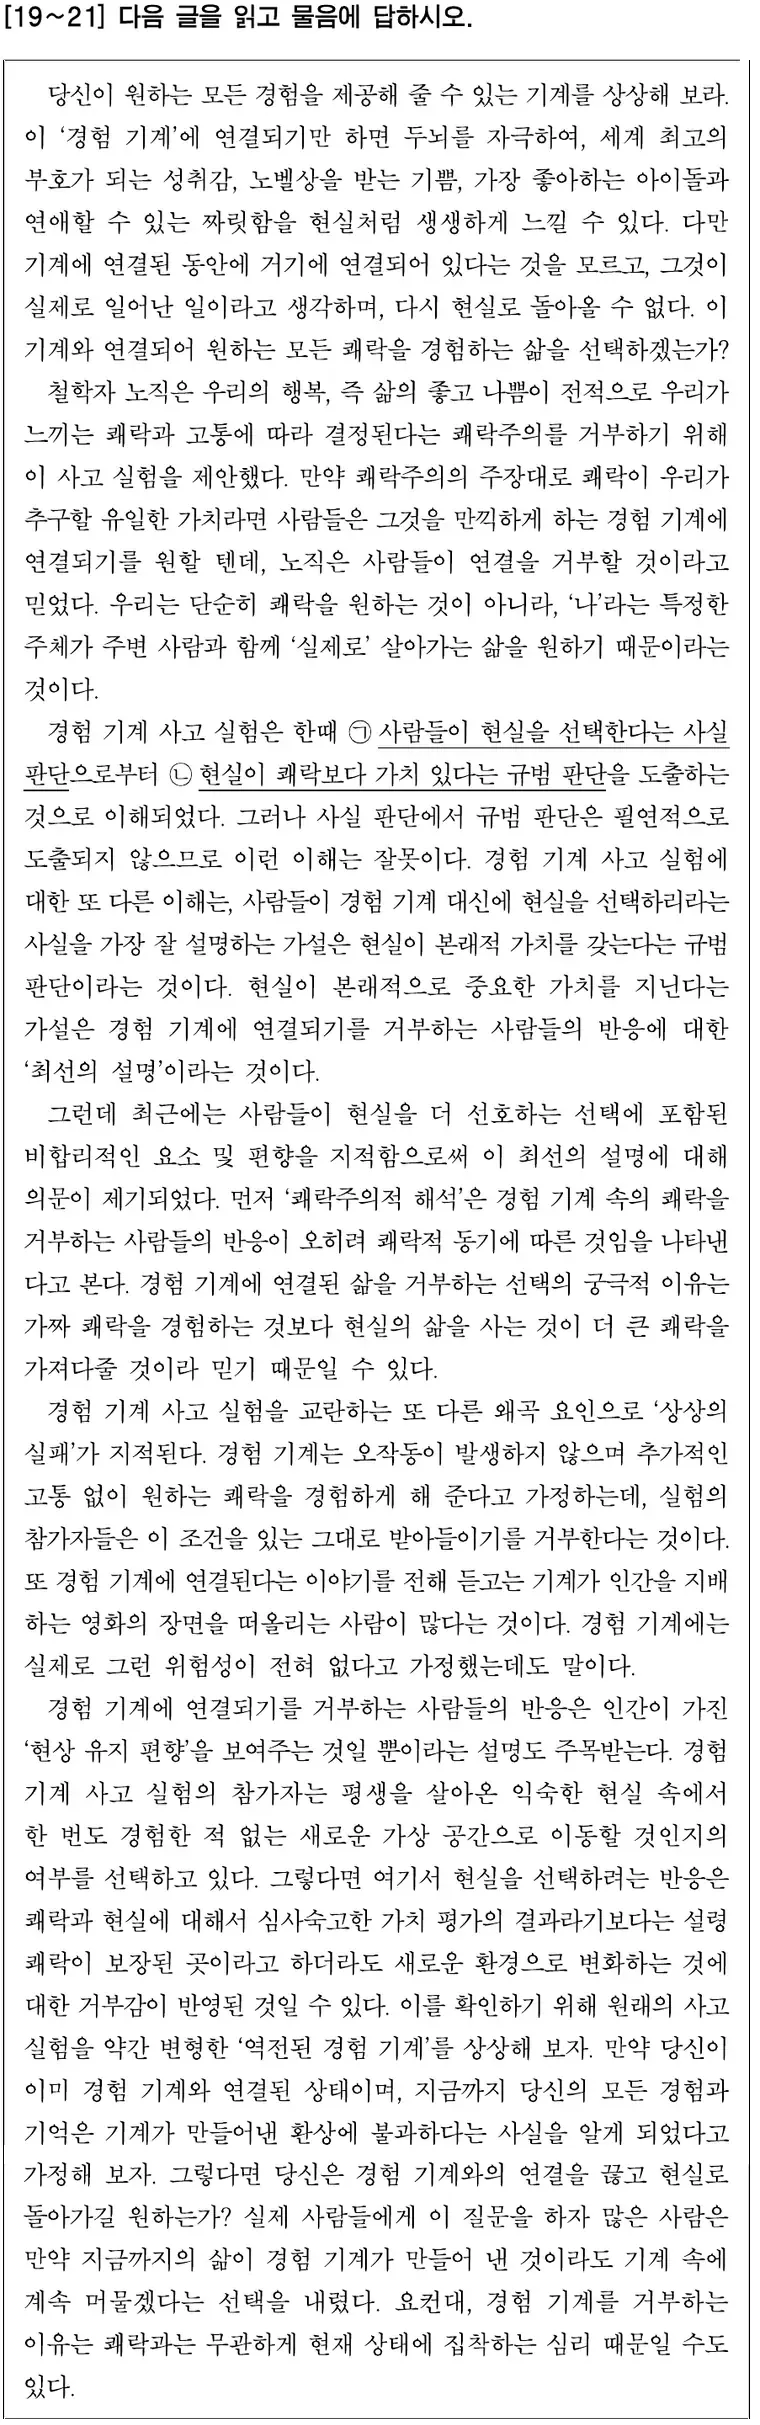 [19～21] 다음 글을 읽고 물음에 답하시오.
당신이 원하는 모든 경험을 제공해 줄 수 있는 기계를 상상해 보라.
이 ‘경험 기계’에 연결되기만 하면 두뇌를 자극하여, 세계 최고의
부호가 되는 성취감, 노벨상을 받는 기쁨, 가장 좋아하는 아이돌과
연애할 수 있는 짜릿함을 현실처럼 생생하게 느낄 수 있다. 다만
기계에 연결된 동안에 거기에 연결되어 있다는 것을 모르고, 그것이
실제로 일어난 일이라고 생각하며, 다시 현실로 돌아올 수 없다. 이
기계와 연결되어 원하는 모든 쾌락을 경험하는 삶을 선택하겠는가?
철학자 노직은 우리의 행복, 즉 삶의 좋고 나쁨이 전적으로 우리가
느끼는 쾌락과 고통에 따라 결정된다는 쾌락주의를 거부하기 위해
이 사고 실험을 제안했다. 만약 쾌락주의의 주장대로 쾌락이 우리가
추구할 유일한 가치라면 사람들은 그것을 만끽하게 하는 경험 기계에
연결되기를 원할 텐데, 노직은 사람들이 연결을 거부할 것이라고
믿었다. 우리는 단순히 쾌락을 원하는 것이 아니라, ‘나’라는 특정한
주체가 주변 사람과 함께 ‘실제로’ 살아가는 삶을 원하기 때문이라는
것이다.
경험 기계 사고 실험은 한때 ㉠ 사람들이 현실을 선택한다는 사실
판단으로부터 ㉡ 현실이 쾌락보다 가치 있다는 규범 판단을 도출하는
것으로 이해되었다. 그러나 사실 판단에서 규범 판단은 필연적으로
도출되지 않으므로 이런 이해는 잘못이다. 경험 기계 사고 실험에
대한 또 다른 이해는, 사람들이 경험 기계 대신에 현실을 선택하리라는
사실을 가장 잘 설명하는 가설은 현실이 본래적 가치를 갖는다는 규범
판단이라는 것이다. 현실이 본래적으로 중요한 가치를 지닌다는
가설은 경험 기계에 연결되기를 거부하는 사람들의 반응에 대한
‘최선의 설명’이라는 것이다.
그런데 최근에는 사람들이 현실을 더 선호하는 선택에 포함된
비합리적인 요소 및 편향을 지적함으로써 이 최선의 설명에 대해
의문이 제기되었다. 먼저 ‘쾌락주의적 해석’은 경험 기계 속의 쾌락을
거부하는 사람들의 반응이 오히려 쾌락적 동기에 따른 것임을 나타낸
다고 본다. 경험 기계에 연결된 삶을 거부하는 선택의 궁극적 이유는
가짜 쾌락을 경험하는 것보다 현실의 삶을 사는 것이 더 큰 쾌락을
가져다줄 것이라 믿기 때문일 수 있다.
경험 기계 사고 실험을 교란하는 또 다른 왜곡 요인으로 ‘상상의
실패’가 지적된다. 경험 기계는 오작동이 발생하지 않으며 추가적인
고통 없이 원하는 쾌락을 경험하게 해 준다고 가정하는데, 실험의
참가자들은 이 조건을 있는 그대로 받아들이기를 거부한다는 것이다.
또 경험 기계에 연결된다는 이야기를 전해 듣고는 기계가 인간을 지배
하는 영화의 장면을 떠올리는 사람이 많다는 것이다. 경험 기계에는
실제로 그런 위험성이 전혀 없다고 가정했는데도 말이다.
경험 기계에 연결되기를 거부하는 사람들의 반응은 인간이 가진
‘현상 유지 편향’을 보여주는 것일 뿐이라는 설명도 주목받는다. 경험
기계 사고 실험의 참가자는 평생을 살아온 익숙한 현실 속에서
한 번도 경험한 적 없는 새로운 가상 공간으로 이동할 것인지의
여부를 선택하고 있다. 그렇다면 여기서 현실을 선택하려는 반응은
쾌락과 현실에 대해서 심사숙고한 가치 평가의 결과라기보다는 설령
쾌락이 보장된 곳이라고 하더라도 새로운 환경으로 변화하는 것에
대한 거부감이 반영된 것일 수 있다. 이를 확인하기 위해 원래의 사고
실험을 약간 변형한 ‘역전된 경험 기계’를 상상해 보자. 만약 당신이
이미 경험 기계와 연결된 상태이며, 지금까지 당신의 모든 경험과
기억은 기계가 만들어낸 환상에 불과하다는 사실을 알게 되었다고
가정해 보자. 그렇다면 당신은 경험 기계와의 연결을 끊고 현실로
돌아가길 원하는가? 실제 사람들에게 이 질문을 하자 많은 사람은
만약 지금까지의 삶이 경험 기계가 만들어 낸 것이라도 기계 속에
계속 머물겠다는 선택을 내렸다. 요컨대, 경험 기계를 거부하는
이유는 쾌락과는 무관하게 현재 상태에 집착하는 심리 때문일 수도
있다.